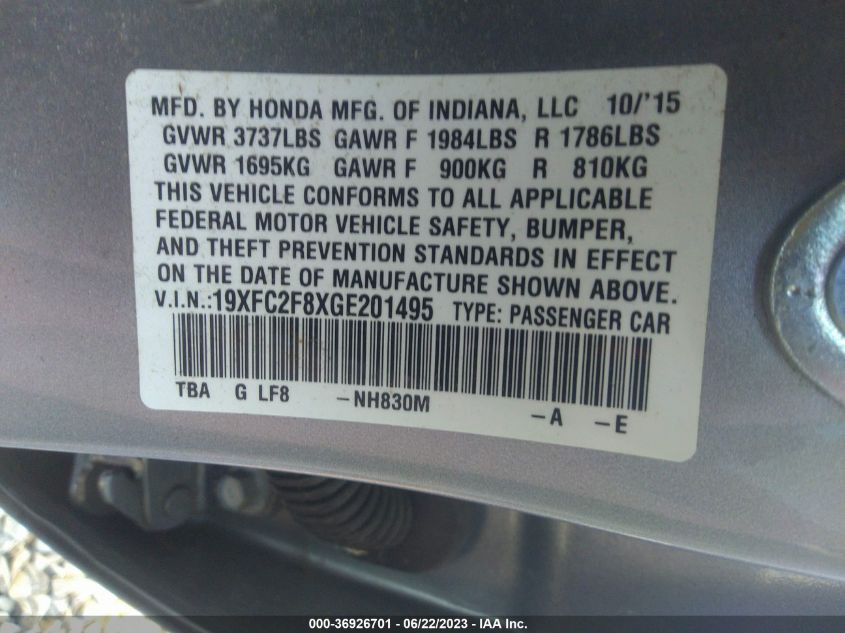 MFD. BY HONDA MFG. OF INDIANA, LLC 10/'15
GVWR 3737LBS GAWR F 1984LBS R 1786LBS
GVWR 1695KG GAWR F 900KG R 810KG
THIS VEHICLE CONFORMS TO ALL APPLICABLE
FEDERAL MOTOR VEHICLE SAFETY, BUMPER,
AND THEFT PREVENTION STANDARDS IN EFFECT
ON THE DATE OF MANUFACTURE SHOWN ABOVE.
V.I.N.:19XFC2F8XGE201495 TYPE: PASSENGER CAR
TBA G LF8 -NH830M -A -E
000-36926701 - 06/22/2023 - IAA Inc.